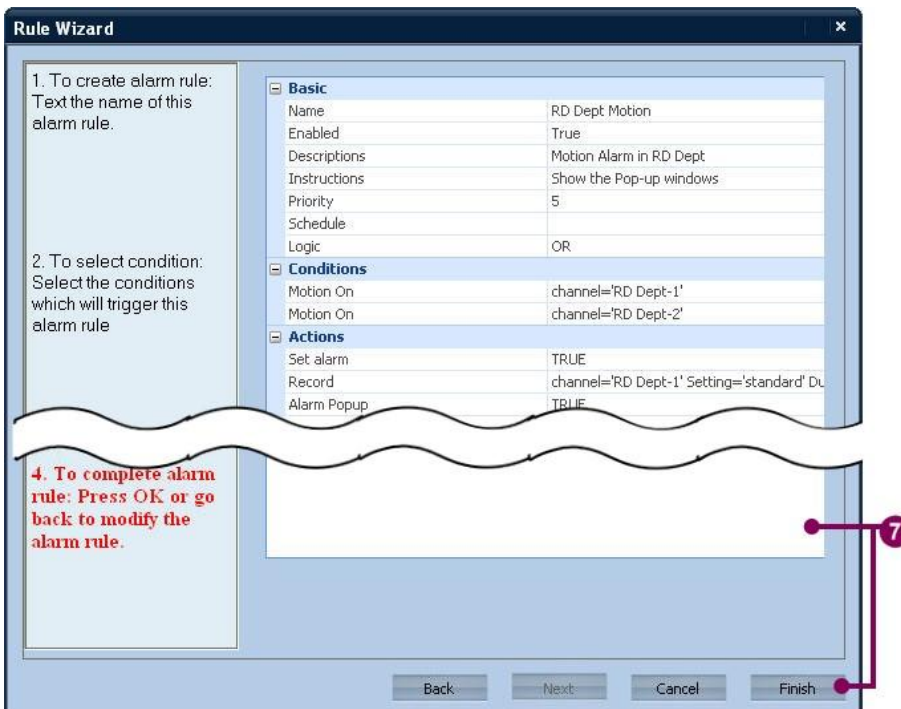 Rule Wizard
1. To create alarm rule:
Text the name of this
alarm rule.
2. To select condition:
Select the conditions
which will trigger this
alarm rule
4. To complete alarm
rule: Press OK or go
back to modify the
alarm rule.
Basic
Name RD Dept Motion
Enabled True
Descriptions Motion Alarm in RD Dept
Instructions Show the Pop-up windows
Priority 5
Schedule
Logic OR
Conditions
Motion On channel='RD Dept-1'
Motion On channel='RD Dept-2'
Actions
Set alarm TRUE
Record channel='RD Dept-1' Setting='standard' Du
Alarm Popup TRUE
7
Back Next Cancel Finish